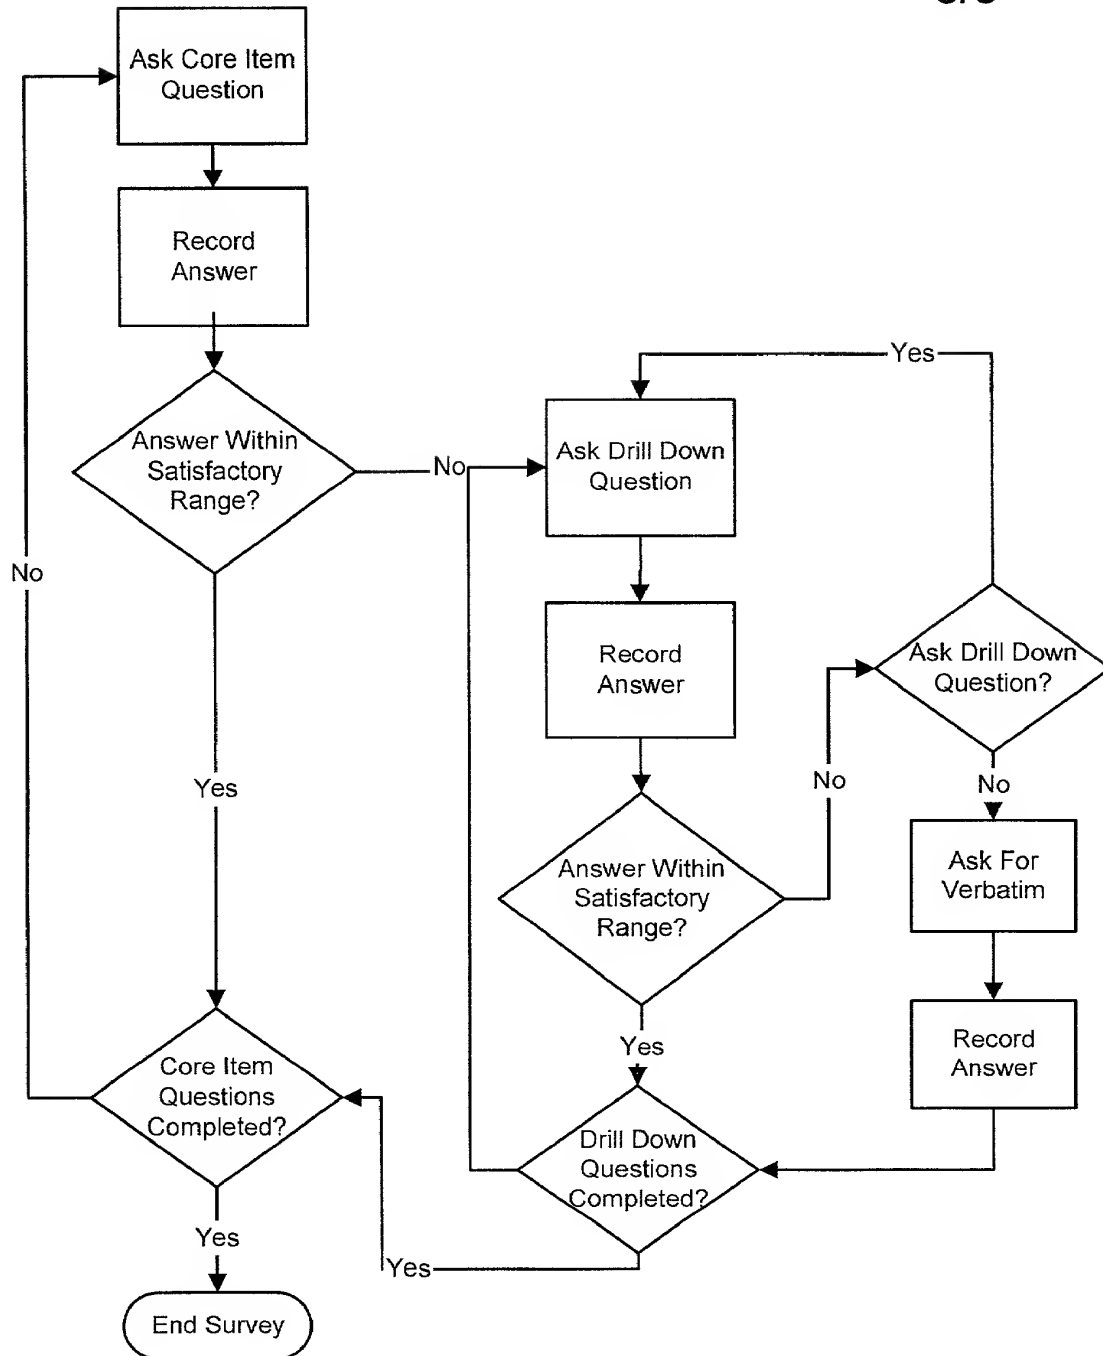 Ask Core Item
Question
Record
Answer
Answer Within
Satisfactory
Range?
No
Yes
Core Item
Questions
Completed?
Yes
End Survey
No
Yes
Ask Drill Down
Question
Record
Answer
Answer Within
Satisfactory
Range?
No
Yes
Drill Down
Questions
Completed?
Yes
Ask Drill Down
Question?
No
Ask For
Verbatim
Record
Answer